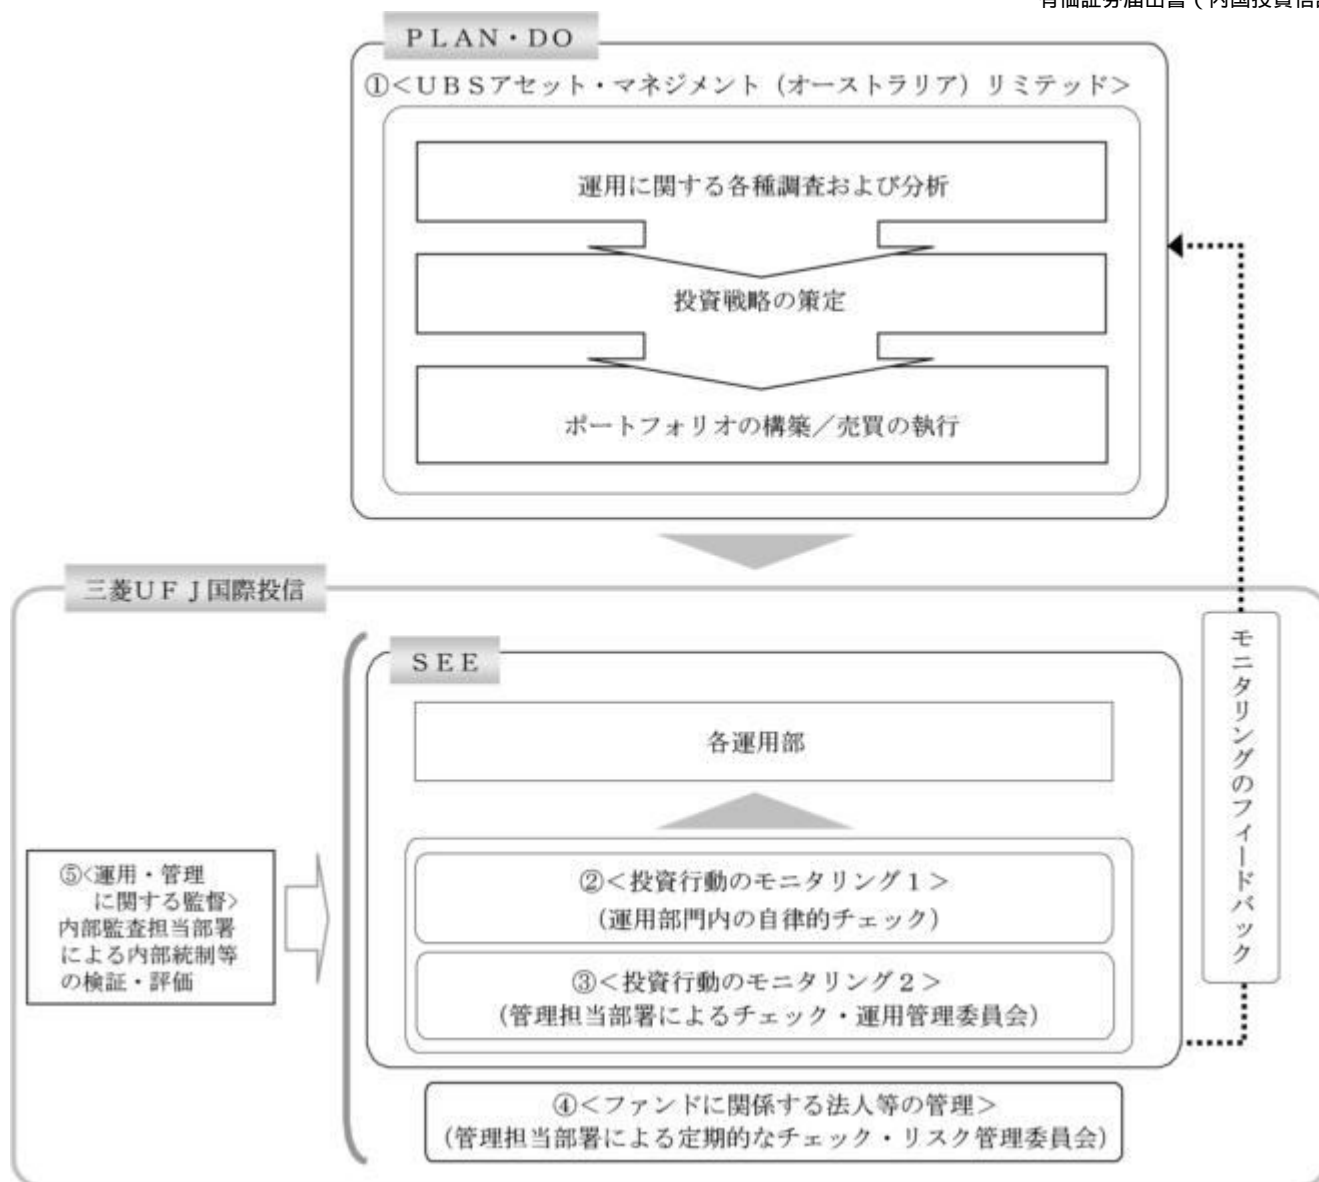 有価証券届出書（内国投資信託
PLAN・DO
①＜ＵＢＳアセット・マネジメント（オーストラリア）リミテッド＞
運用に関する各種調査および分析
投資戦略の策定
ポートフォリオの構築／売買の執行
三菱ＵＦＪ国際投信
SEE
各運用部
②＜投資行動のモニタリング１＞
（運用部門内の自律的チェック）
③＜投資行動のモニタリング２＞
（管理担当部署によるチェック・運用管理委員会）
④＜ファンドに関係する法人等の管理＞
（管理担当部署による定期的なチェック・リスク管理委員会）
⑤<運用・管理
に関する監督>
内部監査担当部署
による内部統制等
の検証・評価
モニタリングのフィードバック